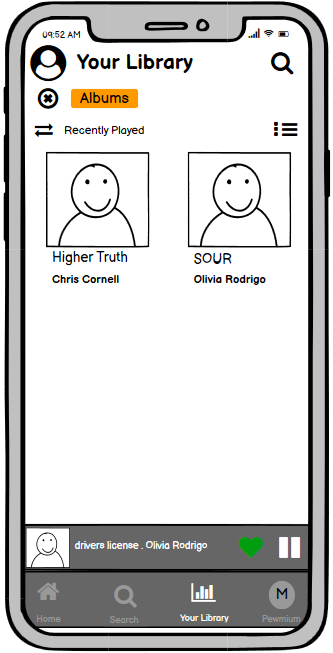 09:52 AM
Your Library
Albums
Recently Played
Higher Truth
Chris Cornell
SOUR
Olivia Rodrigo
drivers license . Olivia Rodrigo
M
Home
Search
Your Library
Pewmium